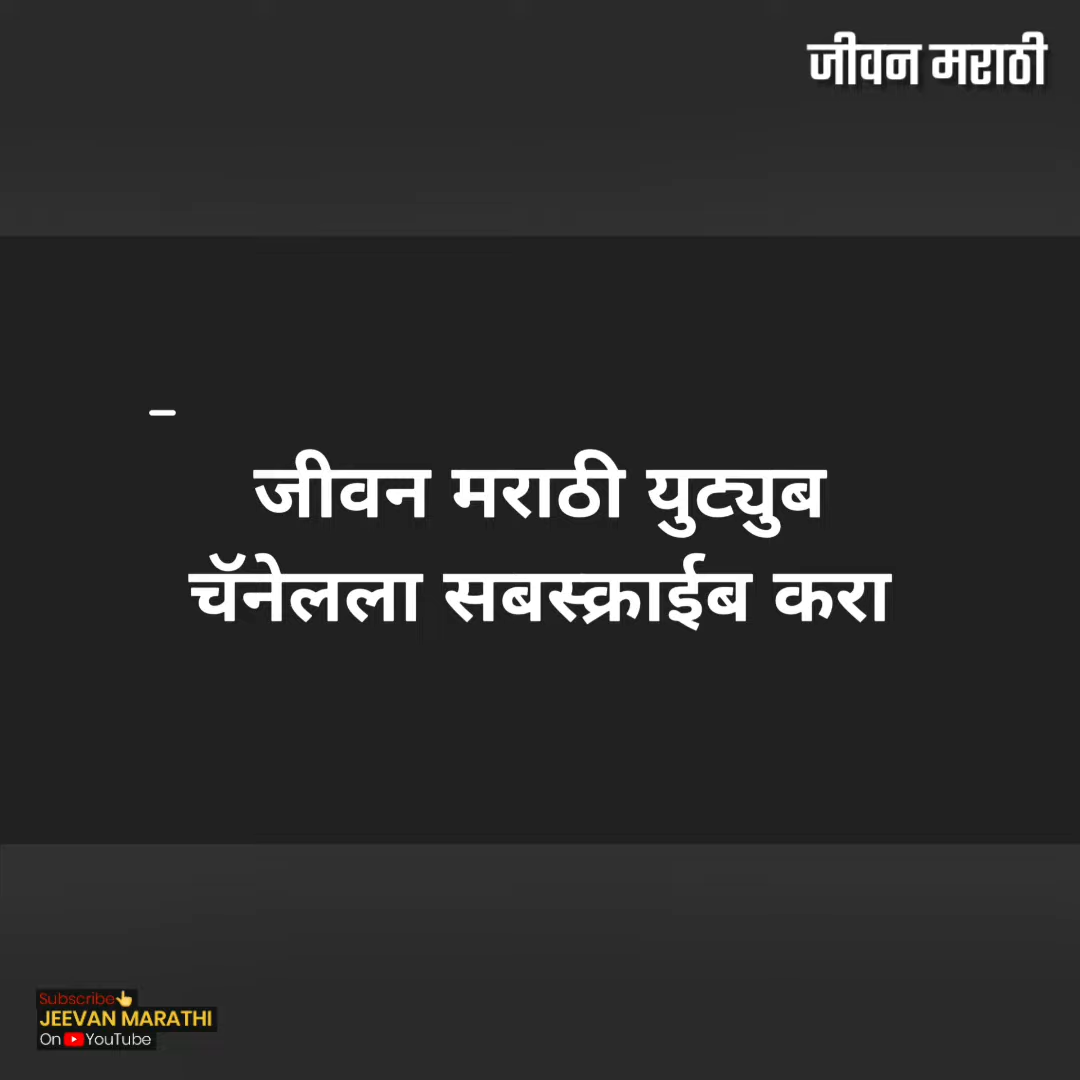 जीवन मराठी
–
जीवन मराठी युट्युब
चॅनेलला सबस्क्राईब करा
Subscribe👆
JEEVAN MARATHI
On YouTube